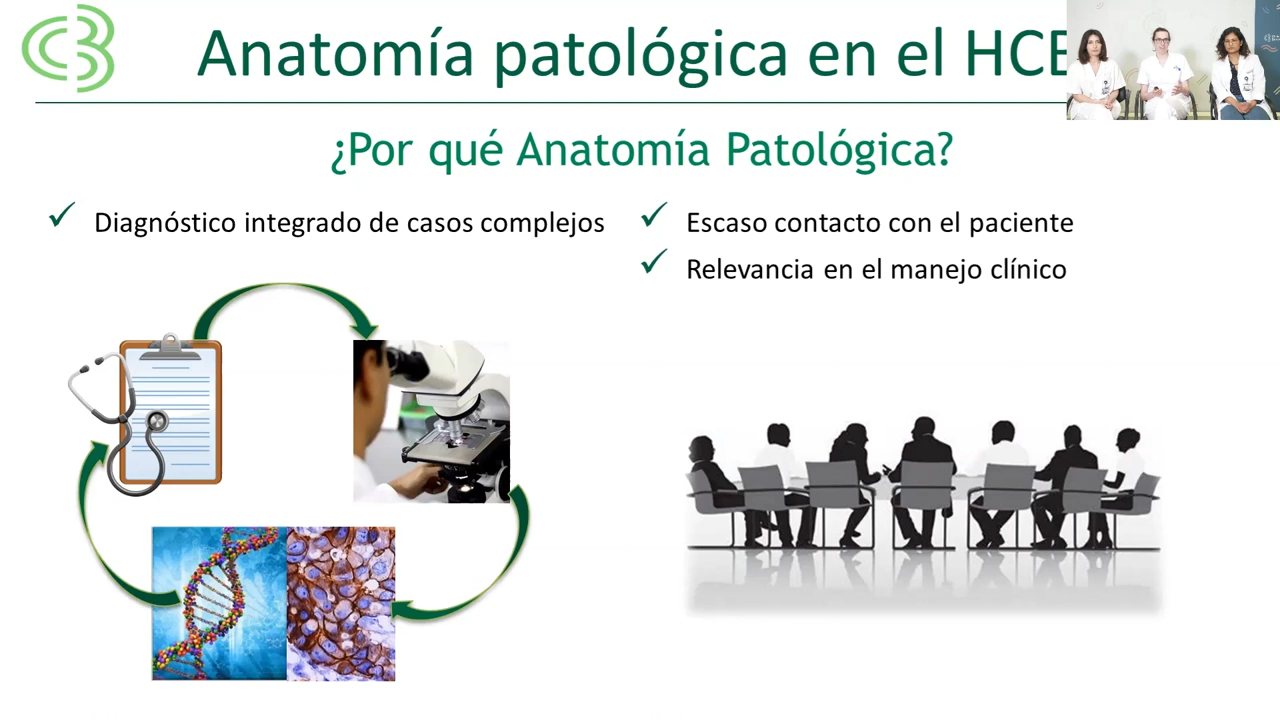 Anatomía patológica en el HCB
¿Por qué Anatomía Patológica?
Diagnóstico integrado de casos complejos
Escaso contacto con el paciente
Relevancia en el manejo clínico